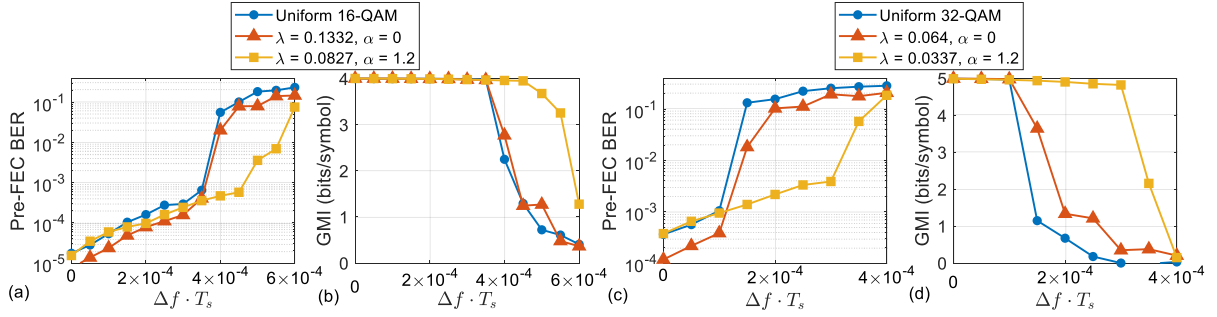 Uniform 16-QAM
λ = 0.1332, α = 0
λ = 0.0827, α = 1.2
Uniform 32-QAM
λ = 0.064, α = 0
λ = 0.0337, α = 1.2
Pre-FEC BER
10⁻¹
10⁻²
10⁻³
10⁻⁴
10⁻⁵
0
2×10⁻⁴
4×10⁻⁴
6×10⁻⁴
Δf · Tₛ
(a)
GMI (bits/symbol)
4
3
2
1
0
0
2×10⁻⁴
4×10⁻⁴
6×10⁻⁴
Δf · Tₛ
(b)
Pre-FEC BER
10⁻¹
10⁻²
10⁻³
10⁻⁴
0
2×10⁻⁴
4×10⁻⁴
Δf · Tₛ
(c)
GMI (bits/symbol)
5
4
3
2
1
0
0
2×10⁻⁴
4×10⁻⁴
Δf · Tₛ
(d)